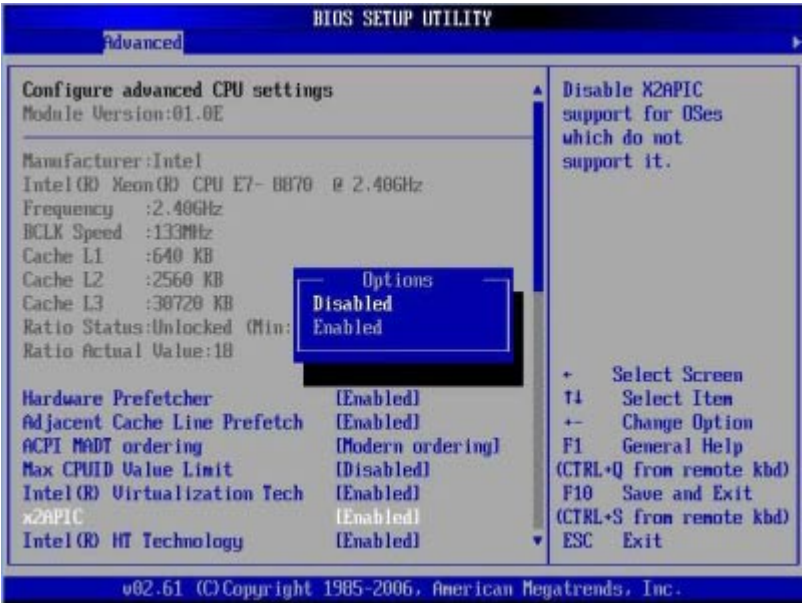 BIOS SETUP UTILITY
Advanced
Configure advanced CPU settings
Module Version:01.0E
Manufacturer:Intel
Intel(R) Xeon(R) CPU E7- 8870 @ 2.40GHz
Frequency :2.40GHz
BCLK Speed :133MHz
Cache L1 :640 KB
Cache L2 :2560 KB
Cache L3 :30720 KB
Ratio Status:Unlocked (Min:
Ratio Actual Value:18
Options
Disabled
Enabled
Hardware Prefetcher [Enabled]
Adjacent Cache Line Prefetch [Enabled]
ACPI MADT ordering [Modern ordering]
Max CPUID Value Limit [Disabled]
Intel(R) Virtualization Tech [Enabled]
x2APIC [Enabled]
Intel(R) HT Technology [Enabled]
Disable X2APIC
support for OSes
which do not
support it.
← Select Screen
↑↓ Select Item
+- Change Option
F1 General Help
(CTRL+Q from remote kbd)
F10 Save and Exit
(CTRL+S from remote kbd)
ESC Exit
v02.61 (C)Copyright 1985-2006, American Megatrends, Inc.